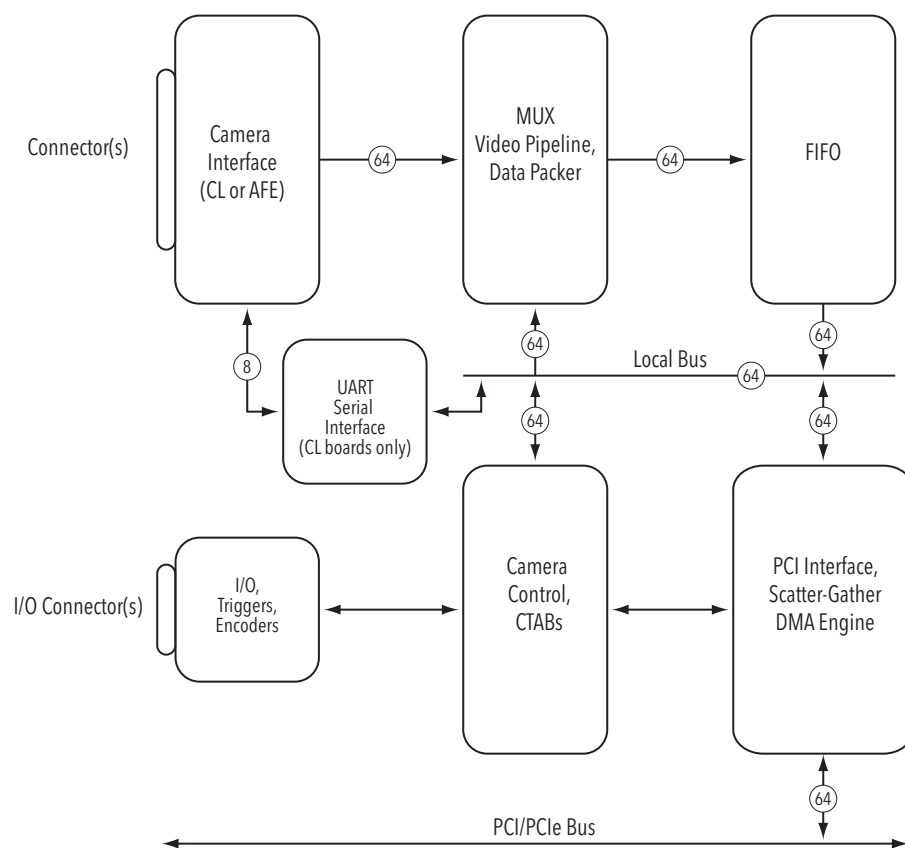 Connector(s)
Camera
Interface
(CL or AFE)
64
MUX
Video Pipeline,
Data Packer
64
FIFO
8
UART
Serial
Interface
(CL boards only)
64
64
Local Bus
64
64
64
I/O Connector(s)
I/O,
Triggers,
Encoders
Camera
Control,
CTABs
PCI Interface,
Scatter-Gather
DMA Engine
64
PCI/PCIe Bus